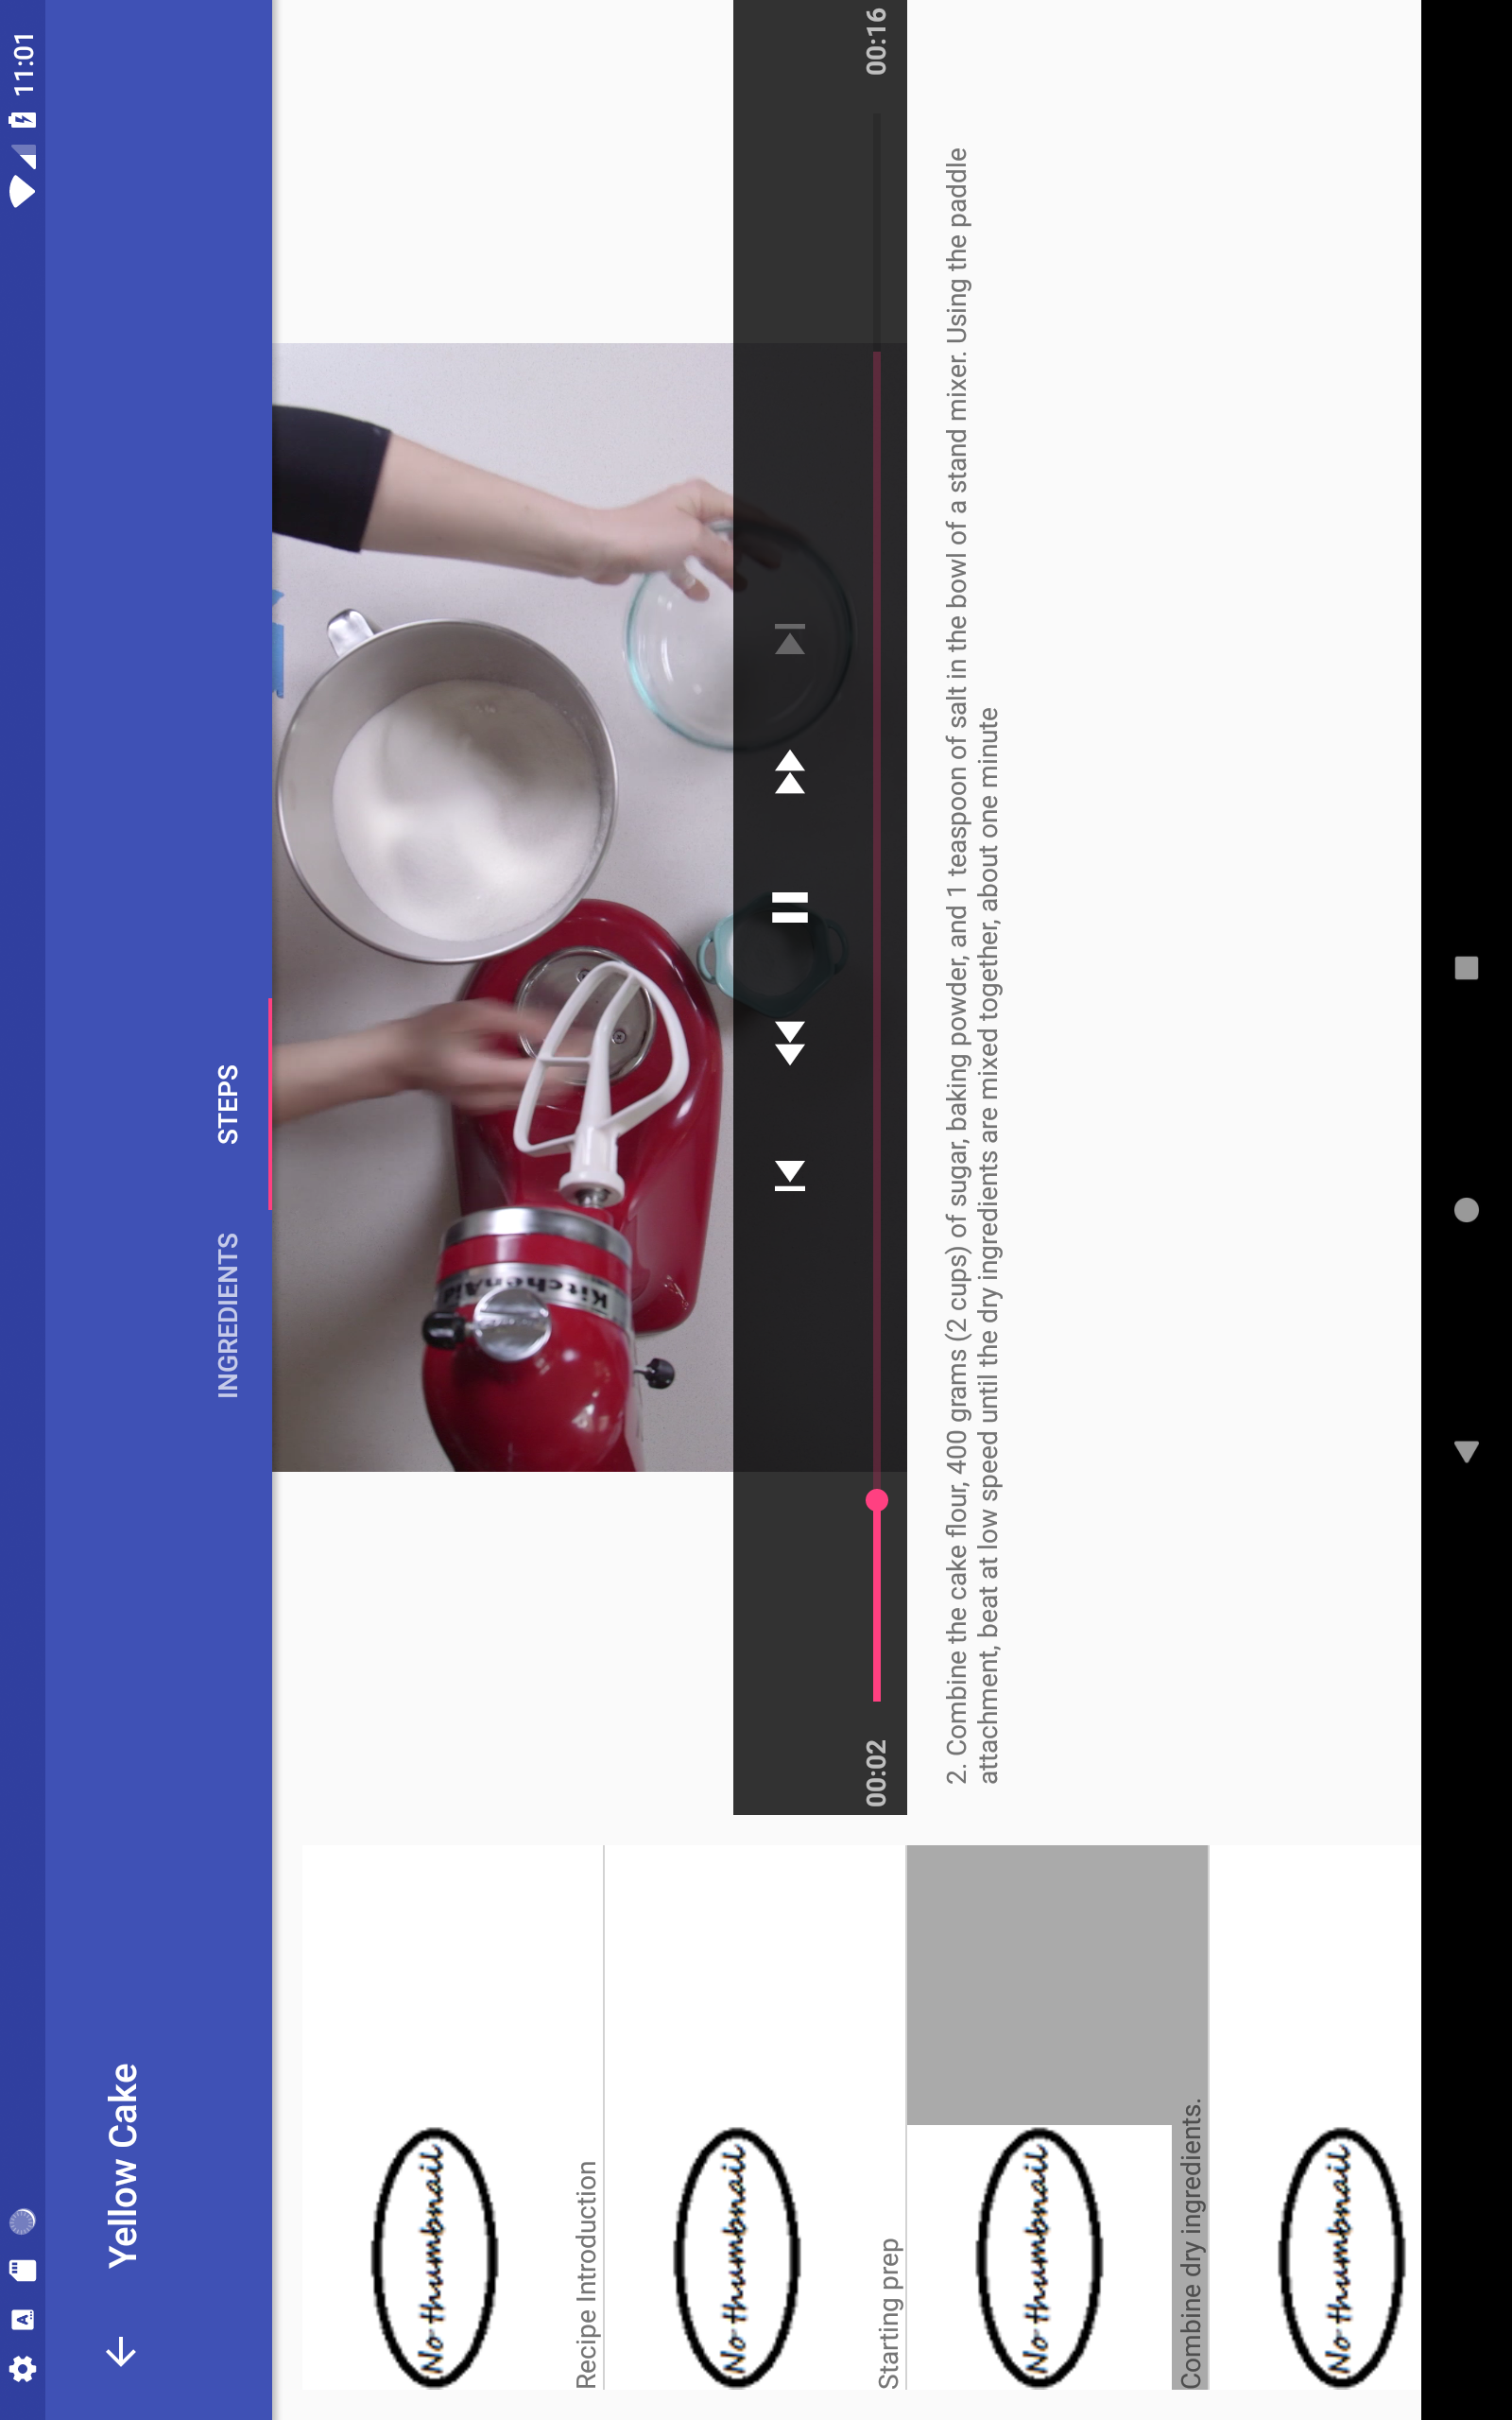 11:01
Yellow Cake
INGREDIENTS
STEPS
No thumbnail
Recipe Introduction
No thumbnail
Starting prep
No thumbnail
Combine dry ingredients.
No thumbnail
KitchenAid
00:02
00:16
2. Combine the cake flour, 400 grams (2 cups) of sugar, baking powder, and 1 teaspoon of salt in the bowl of a stand mixer. Using the paddle
attachment, beat at low speed until the dry ingredients are mixed together, about one minute